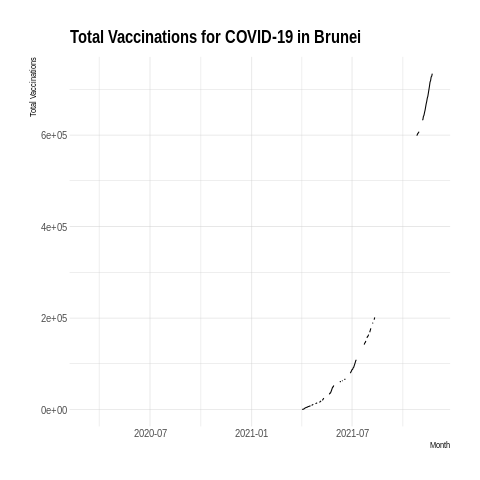 Total Vaccinations for COVID-19 in Brunei
Total Vaccinations
6e+05
4e+05
2e+05
0e+00
2020-07
2021-01
2021-07
Month